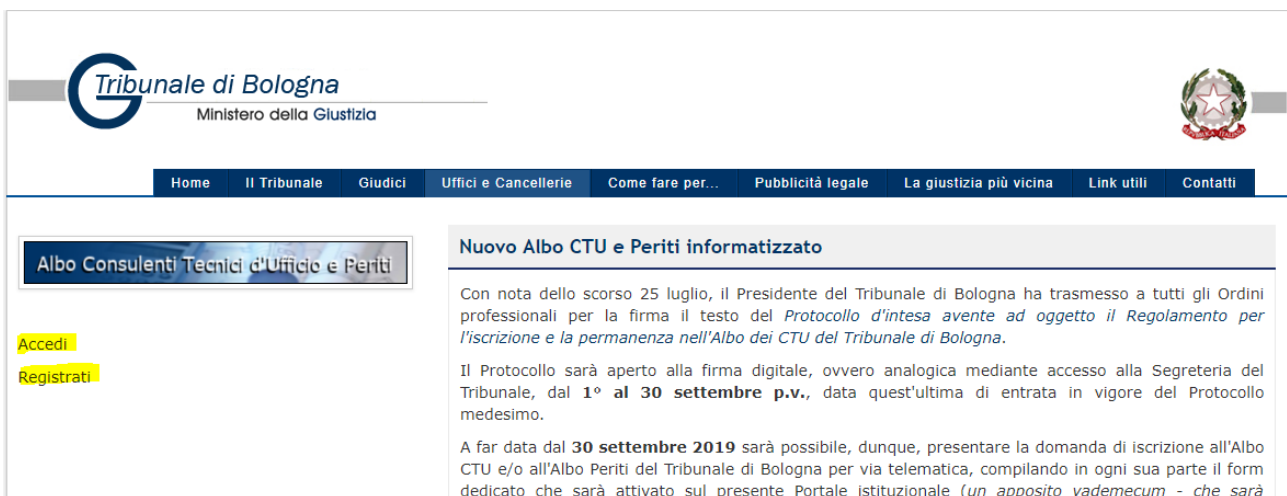 Tribunale di Bologna
Ministero della Giustizia
Home Il Tribunale Giudici Uffici e Cancellerie Come fare per... Pubblicità legale La giustizia più vicina Link utili Contatti
Albo Consulenti Tecnici d'Ufficio e Periti
Accedi
Registrati
Nuovo Albo CTU e Periti informatizzato
Con nota dello scorso 25 luglio, il Presidente del Tribunale di Bologna ha trasmesso a tutti gli Ordini
professionali per la firma il testo del Protocollo d'intesa avente ad oggetto il Regolamento per
l'iscrizione e la permanenza nell'Albo dei CTU del Tribunale di Bologna.
Il Protocollo sarà aperto alla firma digitale, ovvero analogica mediante accesso alla Segreteria del
Tribunale, dal 1° al 30 settembre p.v., data quest'ultima di entrata in vigore del Protocollo
medesimo.
A far data dal 30 settembre 2019 sarà possibile, dunque, presentare la domanda di iscrizione all'Albo
CTU e/o all'Albo Periti del Tribunale di Bologna per via telematica, compilando in ogni sua parte il form
dedicato che sarà attivato sul presente Portale istituzionale (un apposito vademecum - che sarà